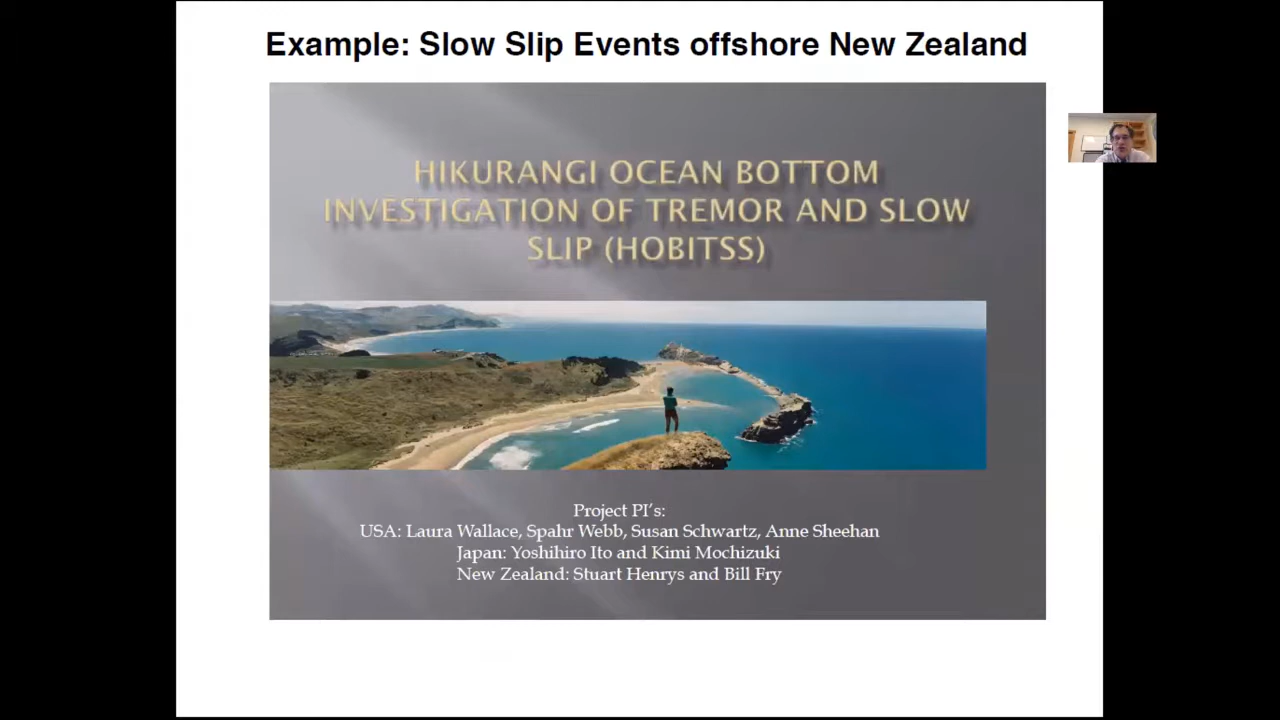 Example: Slow Slip Events offshore New Zealand
HIKURANGI OCEAN BOTTOM
INVESTIGATION OF TREMOR AND SLOW
SLIP (HOBITSS)
Project PI's:
USA: Laura Wallace, Spahr Webb, Susan Schwartz, Anne Sheehan
Japan: Yoshihiro Ito and Kimi Mochizuki
New Zealand: Stuart Henrys and Bill Fry